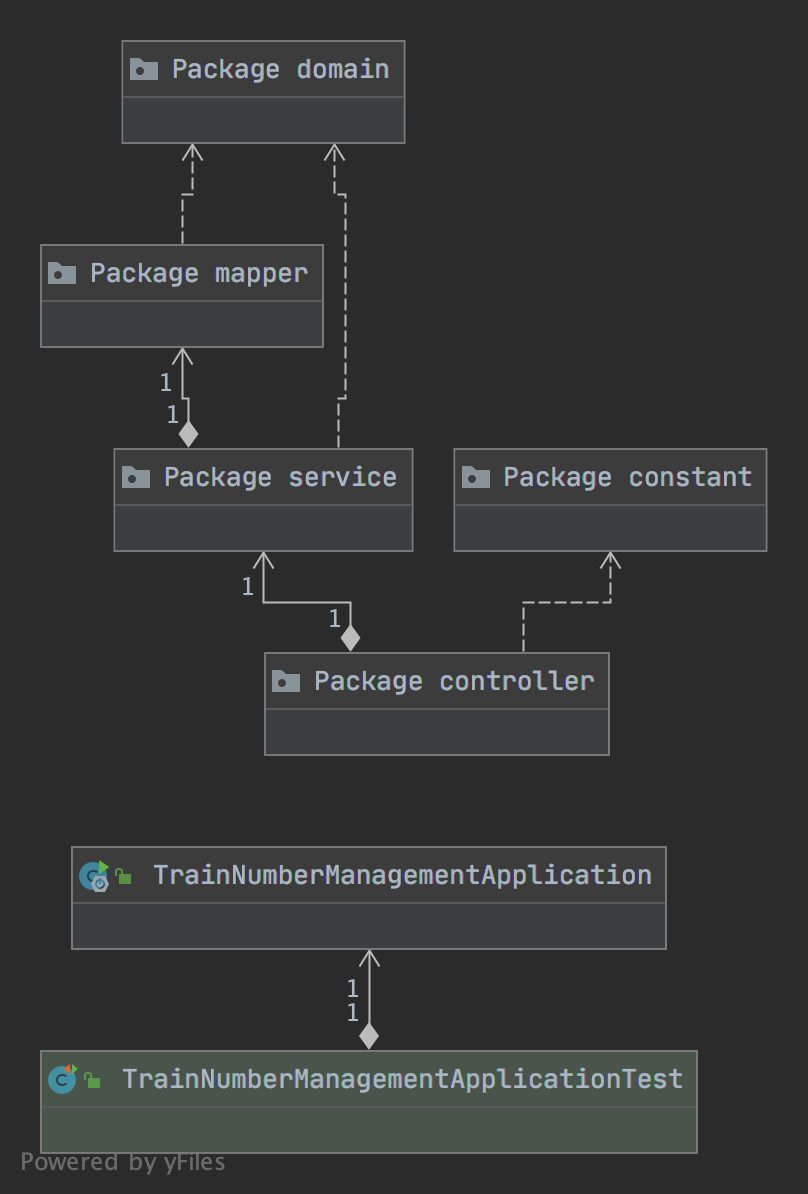 Package domain
Package mapper
1
1
Package service
Package constant
1
1
Package controller
TrainNumberManagementApplication
1
1
TrainNumberManagementApplicationTest
Powered by yFiles